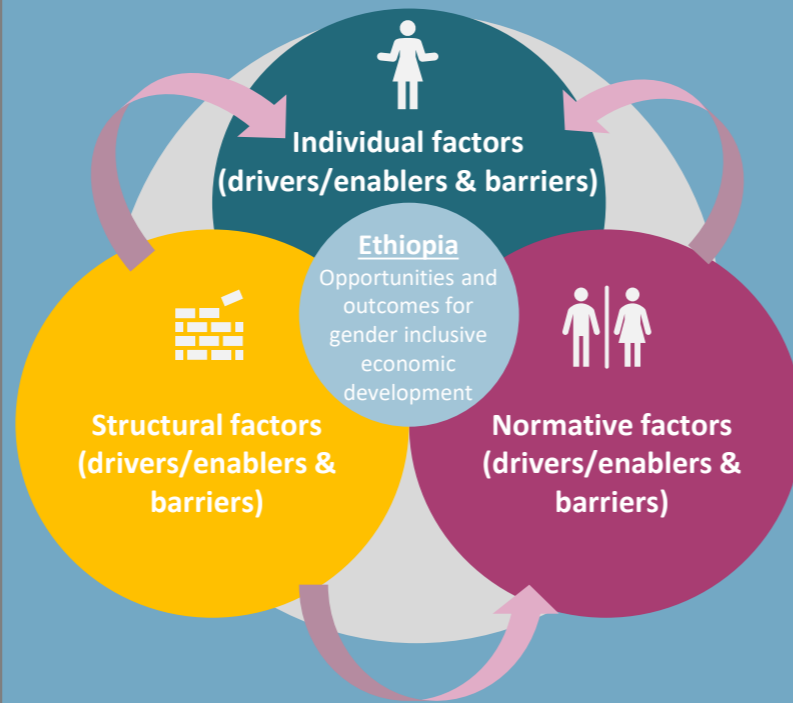 Individual factors
(drivers/enablers & barriers)
Ethiopia
Opportunities and
outcomes for
gender inclusive
economic
development
Structural factors
(drivers/enablers &
barriers)
Normative factors
(drivers/enablers &
barriers)